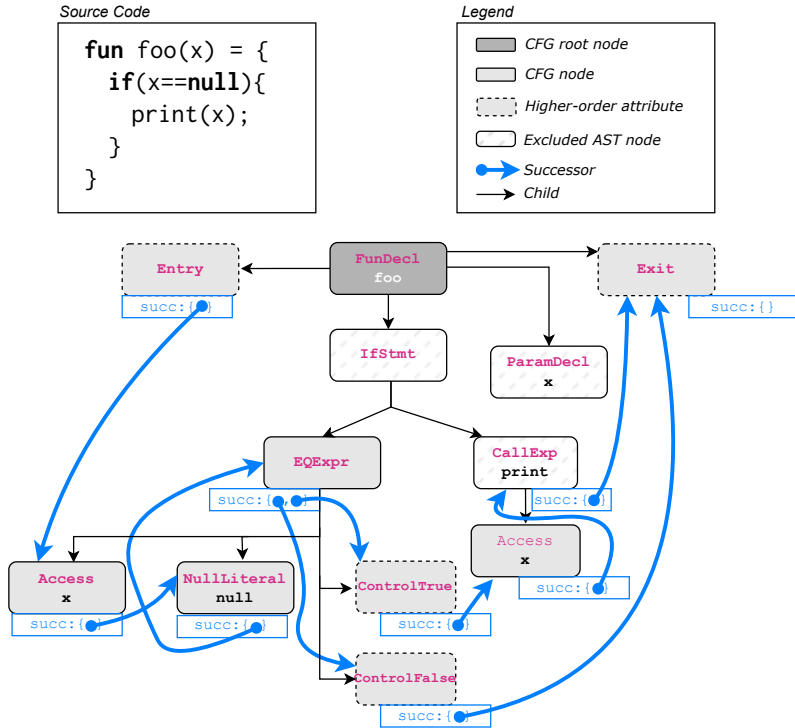 Source Code
fun foo(x) = {
if(x==null){
print(x);
}
}
Legend
CFG root node
CFG node
Higher-order attribute
Excluded AST node
Successor
Child
Entry
succ:{ }
FunDecl
foo
Exit
succ:{}
IfStmt
ParamDecl
x
EQExpr
succ:{ , }
CallExp
print
succ:{ }
Access
x
succ:{ }
NullLiteral
null
succ:{ }
ControlTrue
succ:{ }
Access
x
succ:{ }
ControlFalse
succ:{ }